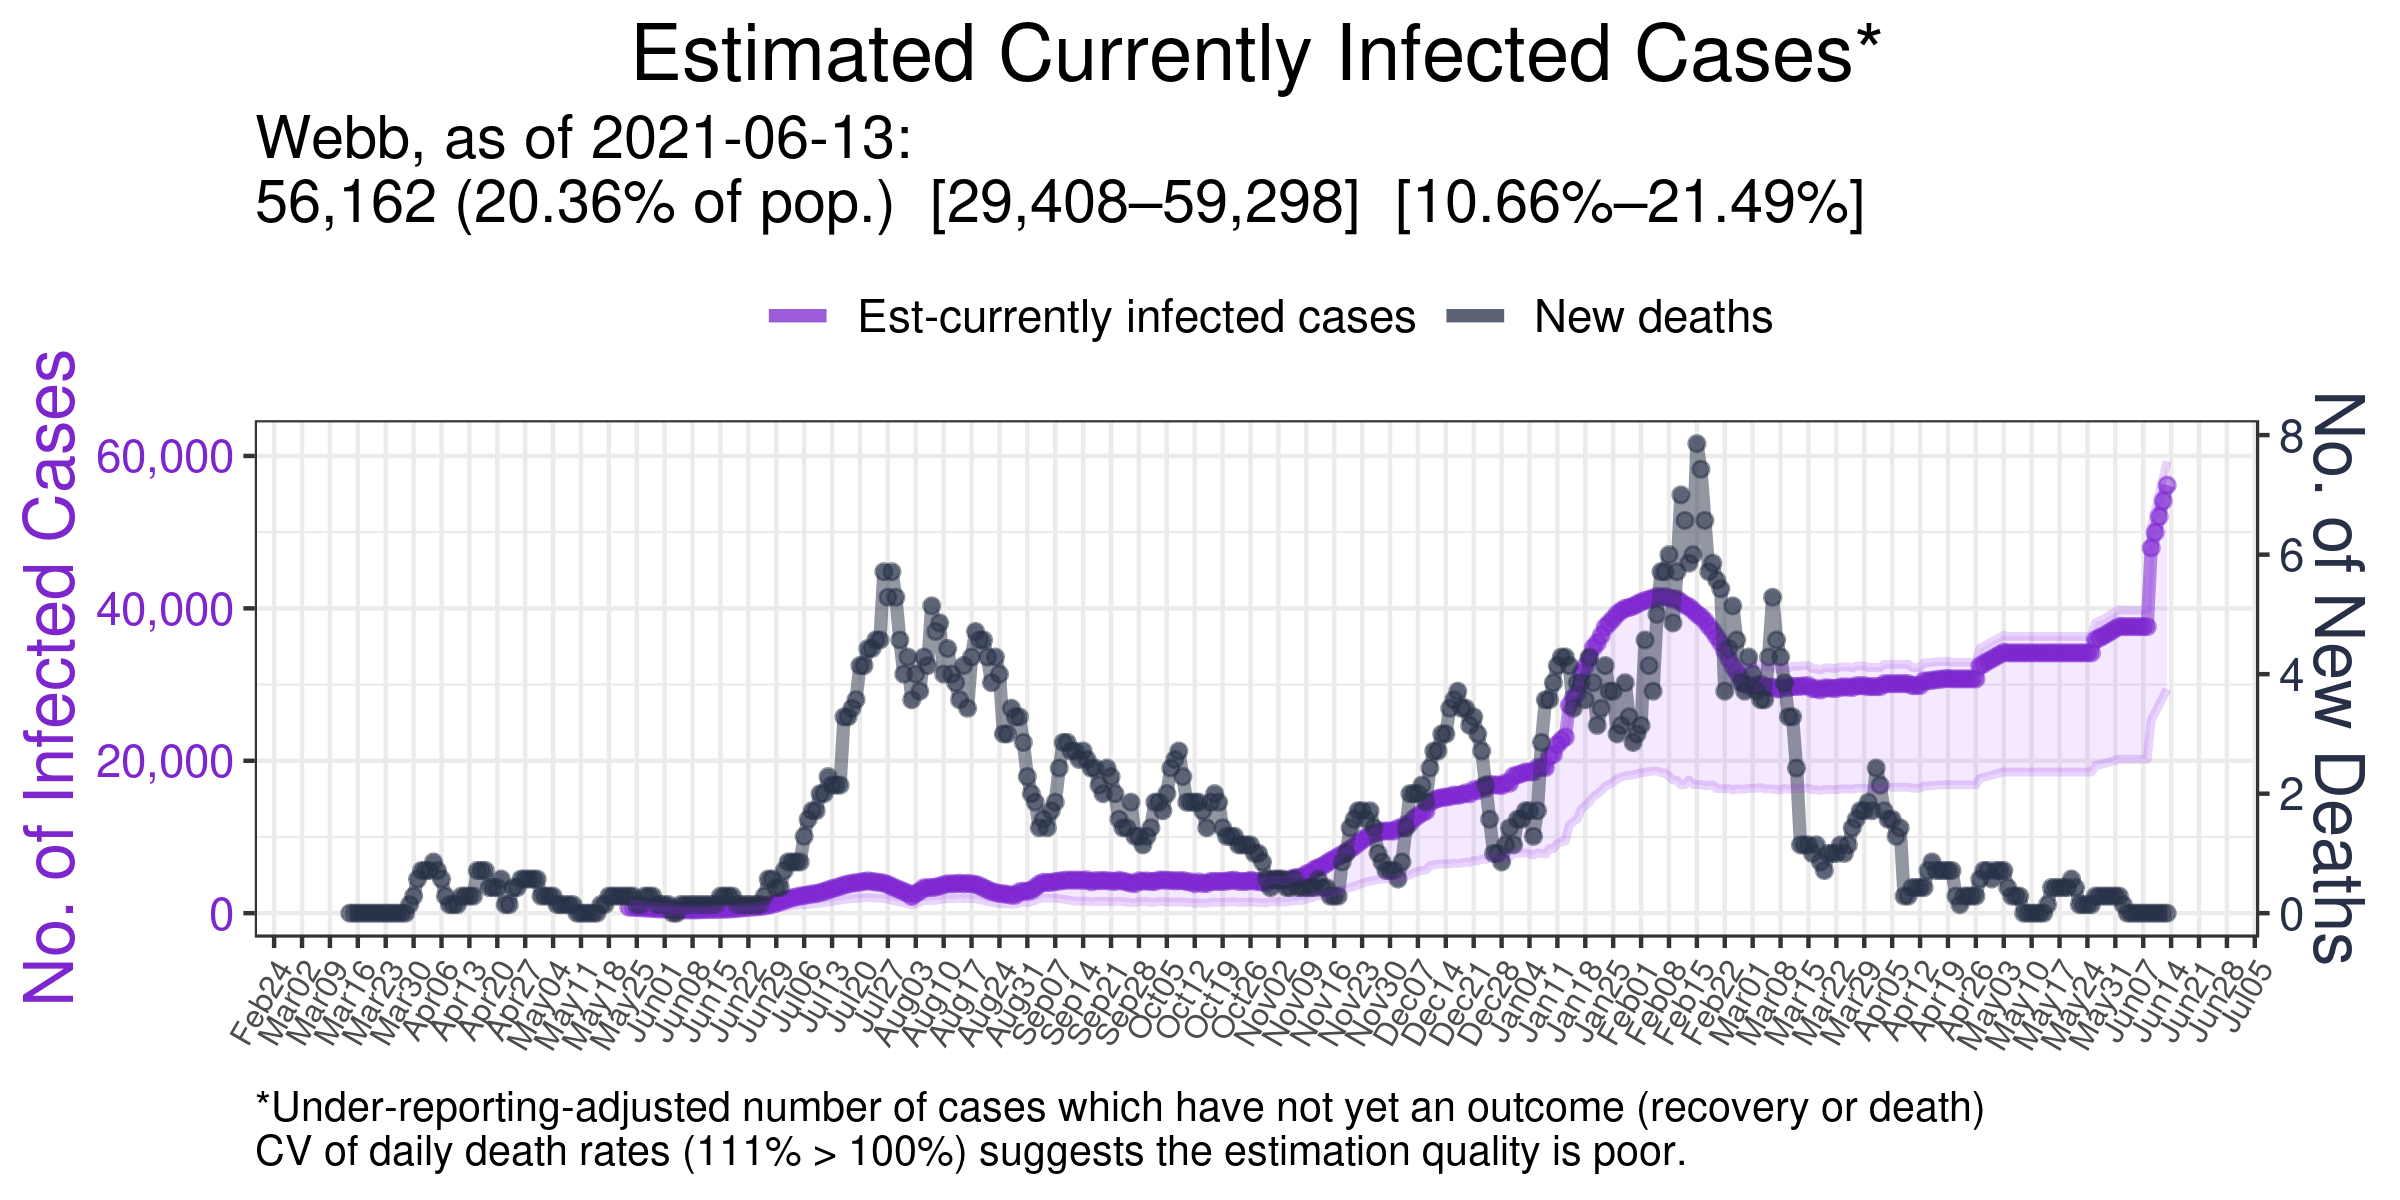 Estimated Currently Infected Cases*
Webb, as of 2021-06-13:
56,162 (20.36% of pop.) [29,408–59,298] [10.66%–21.49%]
Est-currently infected cases New deaths
No. of Infected Cases
60,000
40,000
20,000
0
8
6
4
2
0
No. of New Deaths
Feb24 Mar02 Mar09 Mar16 Mar23 Mar30 Apr06 Apr13 Apr20 Apr27 May04 May11 May18 May25 Jun01 Jun08 Jun15 Jun22 Jun29 Jul06 Jul13 Jul20 Jul27 Aug03 Aug10 Aug17 Aug24 Aug31 Sep07 Sep14 Sep21 Sep28 Oct05 Oct12 Oct19 Oct26 Nov02 Nov09 Nov16 Nov23 Nov30 Dec07 Dec14 Dec21 Dec28 Jan04 Jan11 Jan18 Jan25 Feb01 Feb08 Feb15 Feb22 Mar01 Mar08 Mar15 Mar22 Mar29 Apr05 Apr12 Apr19 Apr26 May03 May10 May17 May24 May31 Jun07 Jun14 Jun21 Jun28 Jul05
*Under-reporting-adjusted number of cases which have not yet an outcome (recovery or death)
CV of daily death rates (111% > 100%) suggests the estimation quality is poor.